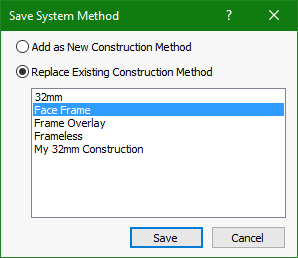 Save System Method
?
Add as New Construction Method
Replace Existing Construction Method
32mm
Face Frame
Frame Overlay
Frameless
My 32mm Construction
Save
Cancel